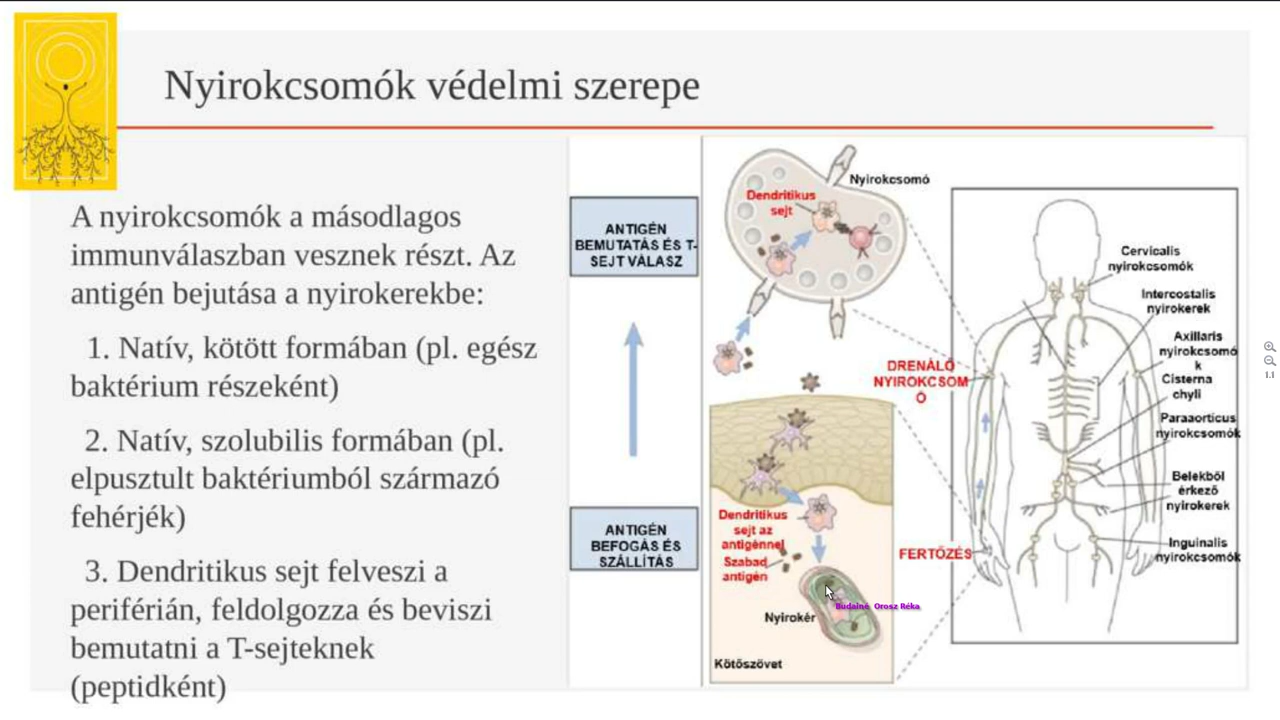 Nyirokcsomók védelmi szerepe
A nyirokcsomók a másodlagos
immunválaszban vesznek részt. Az
antigén bejutása a nyirokerekbe:
1. Natív, kötött formában (pl. egész
baktérium részeként)
2. Natív, szolubilis formában (pl.
elpusztult baktériumból származó
fehérjék)
3. Dendritikus sejt felveszi a
periférián, feldolgozza és beviszi
bemutatni a T-sejteknek
(peptidként)
ANTIGÉN
BEMUTATÁS ÉS T-
SEJT VÁLASZ
ANTIGÉN
BEFOGÁS ÉS
SZÁLLÍTÁS
Nyirokcsomó
Dendritikus
sejt
DRENÁLÓ
NYIROKCSOM
Ó
Dendritikus
sejt az
antigénnel
Szabad
antigén
FERTŐZÉS
Nyirokér
Budainé Orosz Réka
Kötőszövet
Cervicalis
nyirokcsomók
Intercostalis
nyirokerek
Axillaris
nyirokcsomó
k
Cisterna
chyli
Paraaorticus
nyirokcsomók
Belekből
érkező
nyirokerek
Inguinalis
nyirokcsomók
1:1